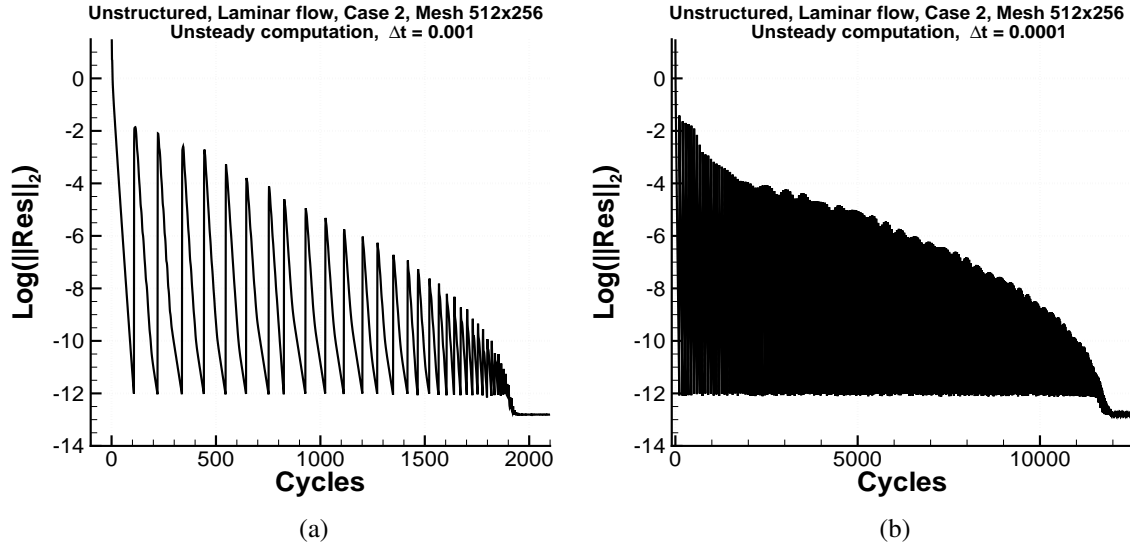 Unstructured, Laminar flow, Case 2, Mesh 512x256
Unsteady computation, Δt = 0.001
Log(||Res||₂)
0
-2
-4
-6
-8
-10
-12
-14
0 500 1000 1500 2000
Cycles
(a)
Unstructured, Laminar flow, Case 2, Mesh 512x256
Unsteady computation, Δt = 0.0001
Log(||Res||₂)
0
-2
-4
-6
-8
-10
-12
-14
0 5000 10000
Cycles
(b)